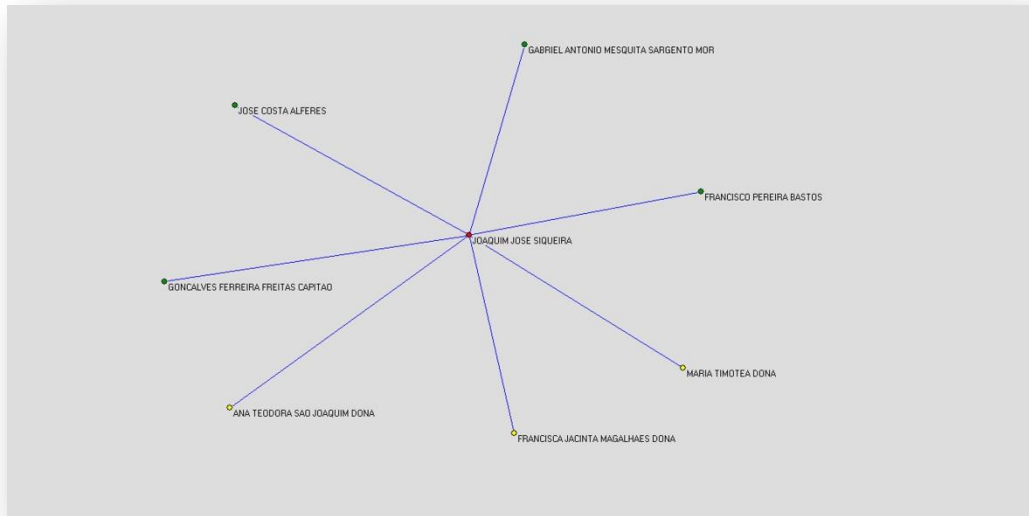 GABRIEL ANTONIO MESQUITA SARGENTO MOR
JOSE COSTA ALFERES
FRANCISCO PEREIRA BASTOS
JOAQUIM JOSE SIQUEIRA
GONCALVES FERREIRA FREITAS CAPITAO
MARIA TIMOTEA DONA
ANA TEODORA SAO JOAQUIM DONA
FRANCISCA JACINTA MAGALHAES DONA